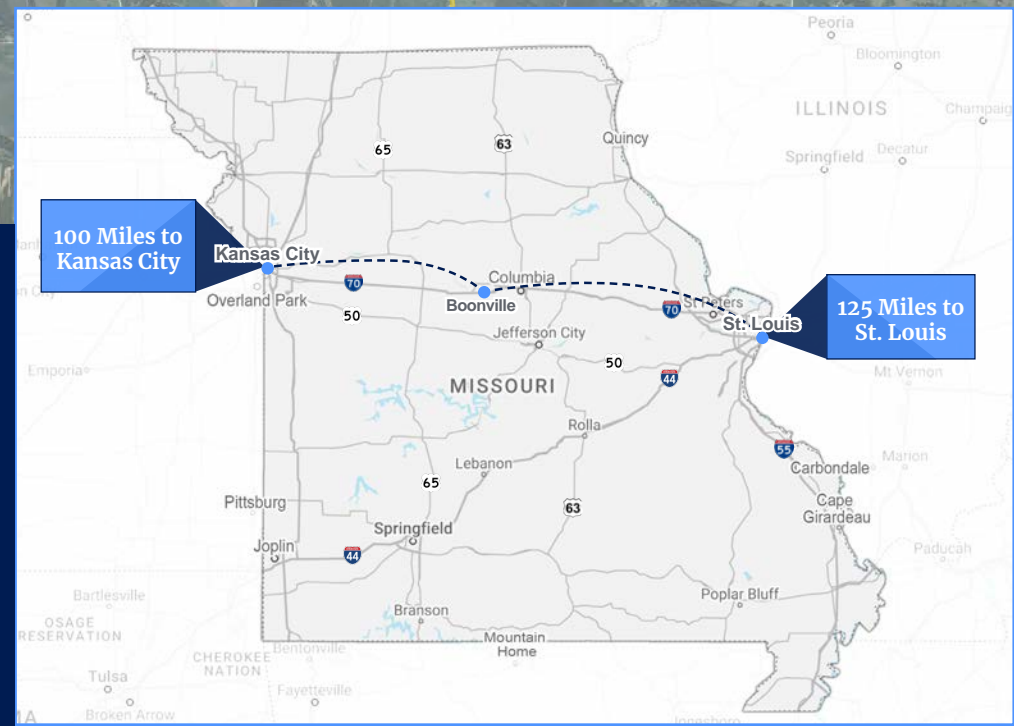 Peoria
Bloomington
ILLINOIS
Champaig
65
63
Quincy
Springfield
Decatur
100 Miles to
Kansas City
Kansas City
70
Columbia
Overland Park
Boonville
50
70
St Peters
St. Louis
125 Miles to
St. Louis
Jefferson City
50
44
Emporia
MISSOURI
Mt Vernon
Rolla
55
Marion
Carbondale
Lebanon
65
63
Cape
Girardeau
Pittsburg
Springfield
Joplin
44
Paducah
Bartlesville
Branson
Poplar Bluff
OSAGE
RESERVATION
Mountain
Home
CHEROKEE
NATION
Bentonville
Tulsa
Fayetteville
Broken Arrow
Jonesboro